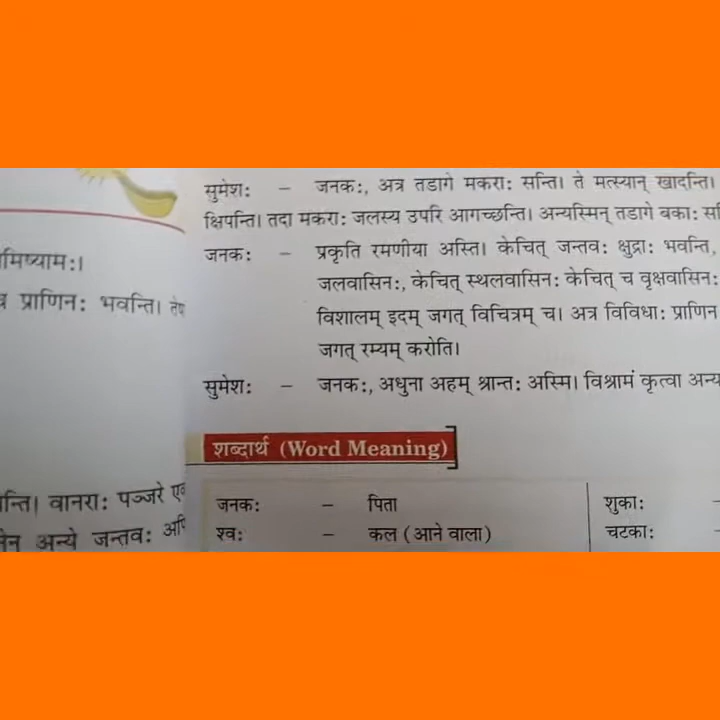 मिष्यामः।
प्राणिनः भवन्ति।
न्ति। वानराः पञ्जरे
अन्ये जन्तवः
सुमेशः – जनकः, अत्र तडागे मकराः सन्ति। ते मत्स्यान् खादन्ति।
क्षिपन्ति। तदा मकराः जलस्य उपरि आगच्छन्ति। अन्यस्मिन् तडागे बकाः
जनकः – प्रकृति रमणीया अस्ति। केचित् जन्तवः क्षुद्राः भवन्ति,
जलवासिनः, केचित् स्थलवासिनः केचित् च वृक्षवासिनः
विशालम् इदम् जगत् विचित्रम् च। अत्र विविधाः प्राणिन
जगत् रम्यम् करोति।
सुमेशः – जनकः, अधुना अहम् श्रान्तः अस्मि। विश्रामं कृत्वा अन्य
शब्दार्थ (Word Meaning)
जनकः – पिता शुकाः –
श्वः – कल (आने वाला) चटकाः –